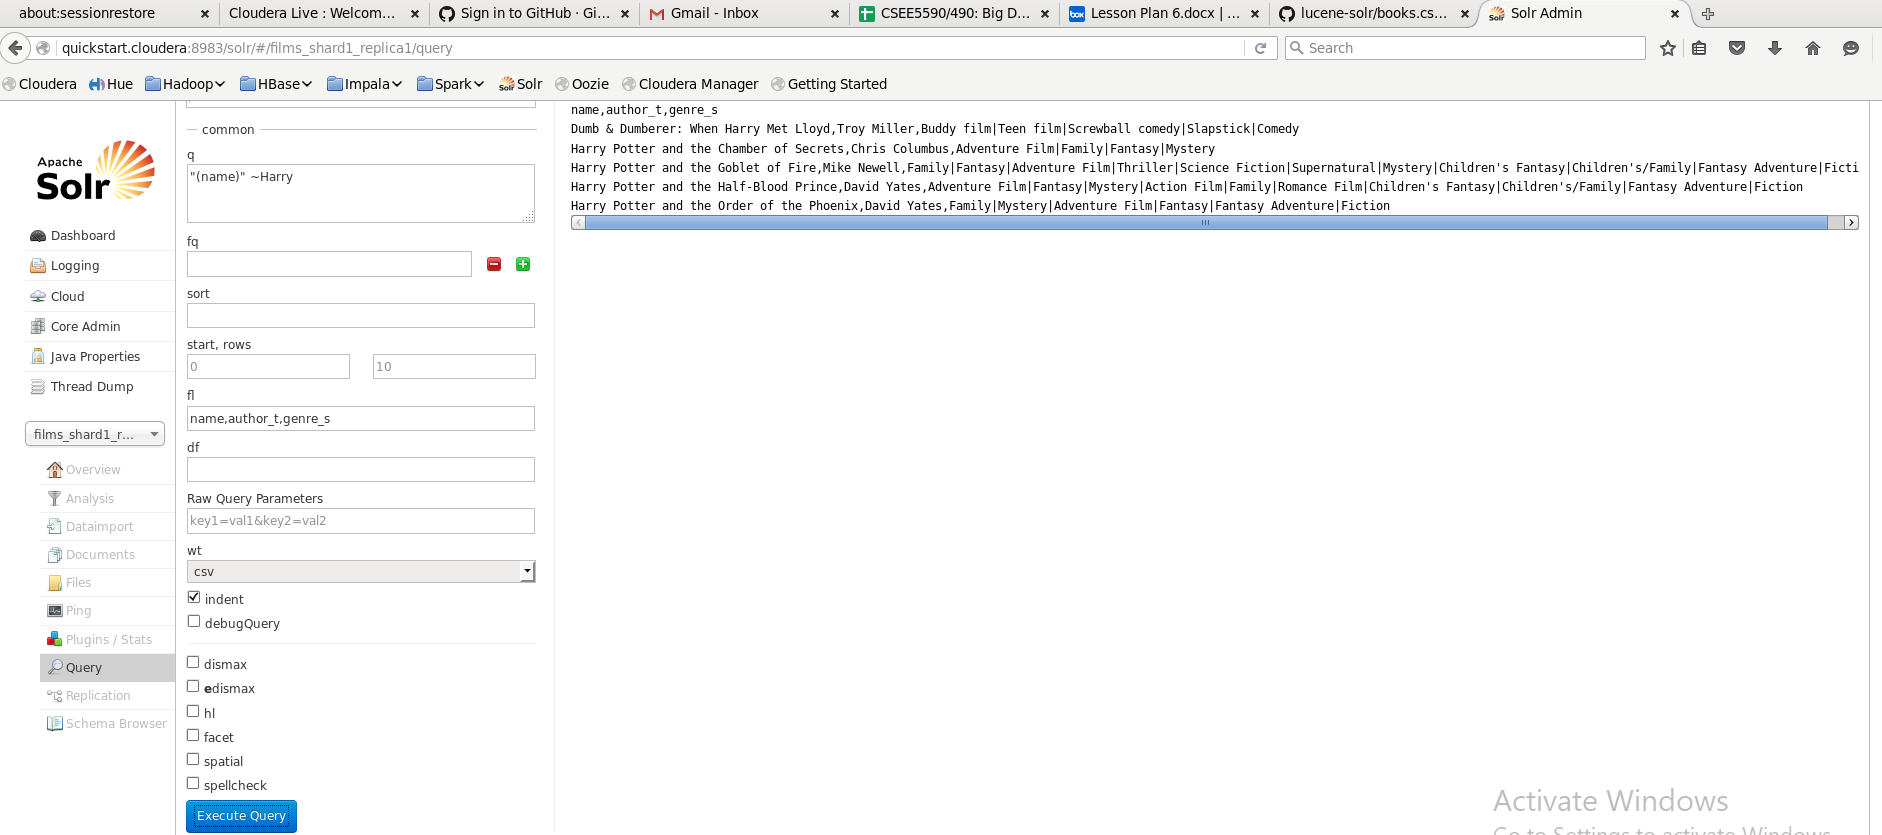 about:sessionrestore
Cloudera Live : Welcom...
Sign in to GitHub · Gi...
Gmail - Inbox
CSEE5590/490: Big D...
Lesson Plan 6.docx | ...
lucene-solr/books.cs...
Solr Admin
quickstart.cloudera:8983/solr/#/films_shard1_replica1/query
Search
Cloudera
Hue
Hadoop
HBase
Impala
Spark
Solr
Oozie
Cloudera Manager
Getting Started
Apache
Solr
Dashboard
Logging
Cloud
Core Admin
Java Properties
Thread Dump
films_shard1_r...
Overview
Analysis
Dataimport
Documents
Files
Ping
Plugins / Stats
Query
Replication
Schema Browser
common
q
"(name)" ~Harry
fq
sort
start, rows
0
10
fl
name,author_t,genre_s
df
Raw Query Parameters
key1=val1&key2=val2
wt
csv
indent
debugQuery
dismax
edismax
hl
facet
spatial
spellcheck
Execute Query
name,author_t,genre_s
Dumb & Dumberer: When Harry Met Lloyd,Troy Miller,Buddy film|Teen film|Screwball comedy|Slapstick|Comedy
Harry Potter and the Chamber of Secrets,Chris Columbus,Adventure Film|Family|Fantasy|Mystery
Harry Potter and the Goblet of Fire,Mike Newell,Family|Fantasy|Adventure Film|Thriller|Science Fiction|Supernatural|Mystery|Children's Fantasy|Children's/Family|Fantasy Adventure|Ficti
Harry Potter and the Half-Blood Prince,David Yates,Adventure Film|Fantasy|Mystery|Action Film|Family|Romance Film|Children's Fantasy|Children's/Family|Fantasy Adventure|Fiction
Harry Potter and the Order of the Phoenix,David Yates,Family|Mystery|Adventure Film|Fantasy|Fantasy Adventure|Fiction
Activate Windows
Go to Settings to activate Windows.